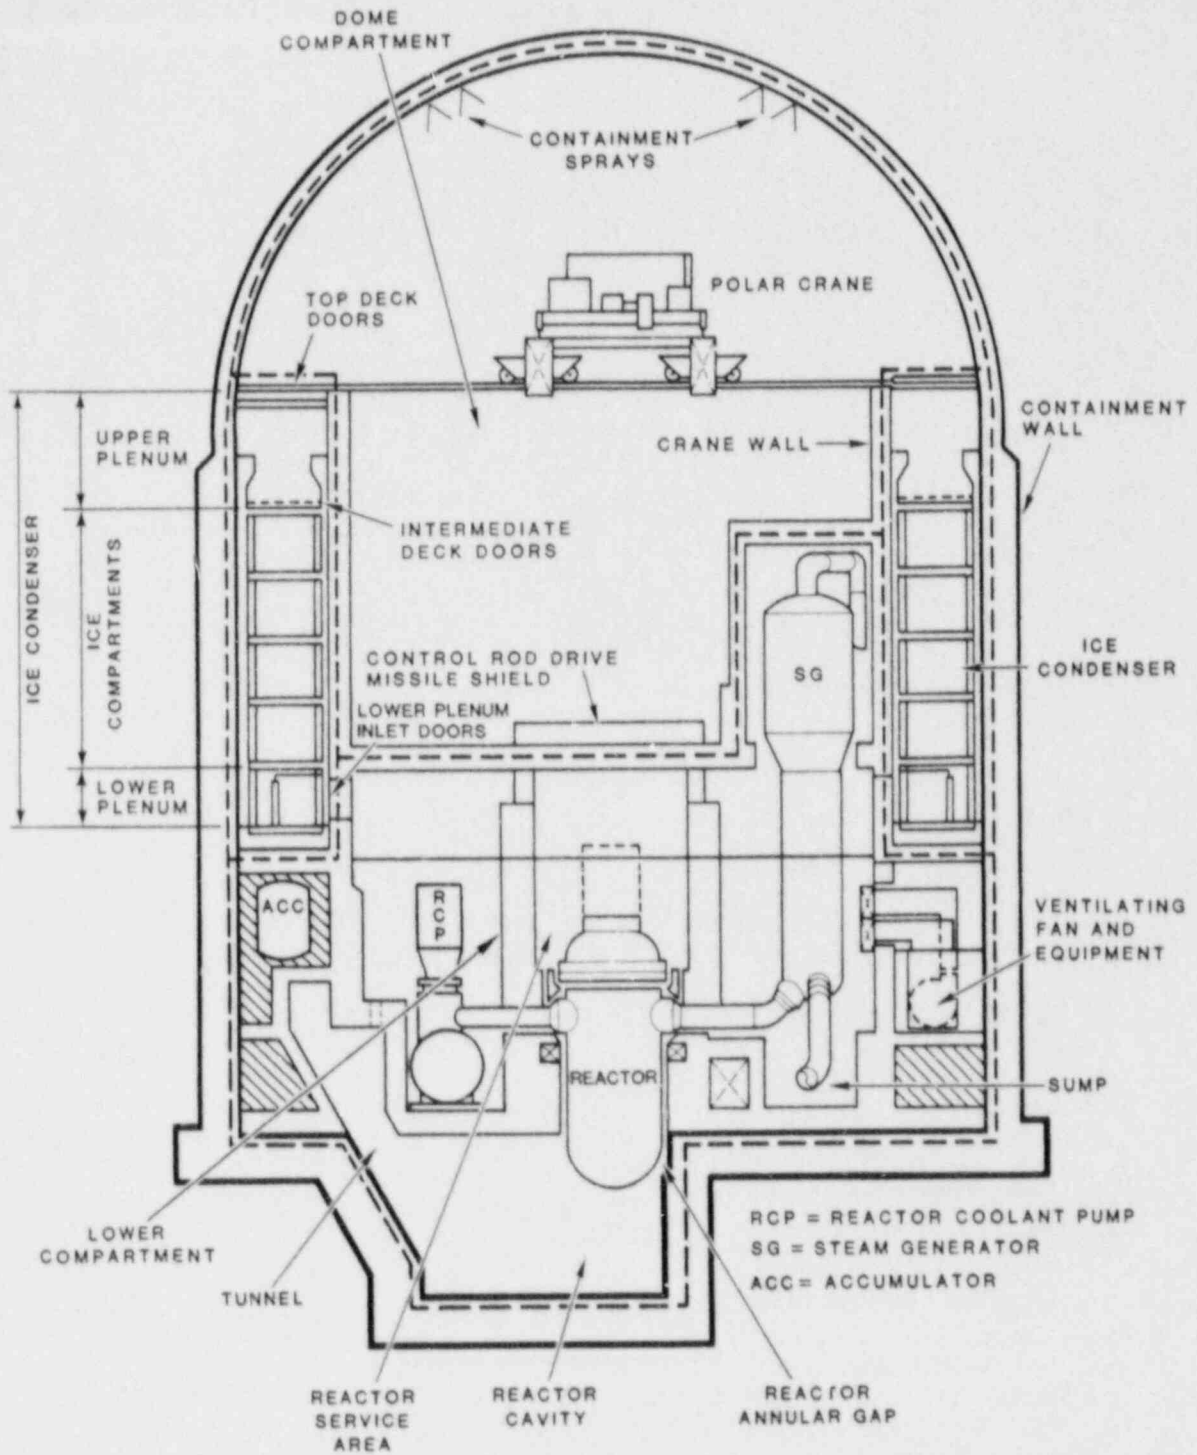 DOME
COMPARTMENT
CONTAINMENT
SPRAYS
POLAR CRANE
TOP DECK
DOORS
CONTAINMENT
WALL
UPPER
PLENUM
CRANE WALL
INTERMEDIATE
DECK DOORS
ICE CONDENSER
ICE
COMPARTMENTS
CONTROL ROD DRIVE
MISSILE SHIELD
SG
ICE
CONDENSER
LOWER PLENUM
INLET DOORS
LOWER
PLENUM
ACC
RCP
VENTILATING
FAN AND
EQUIPMENT
REACTOR
SUMP
LOWER
COMPARTMENT
TUNNEL
RCP = REACTOR COOLANT PUMP
SG = STEAM GENERATOR
ACC = ACCUMULATOR
REACTOR
SERVICE
AREA
REACTOR
CAVITY
REACTOR
ANNULAR GAP